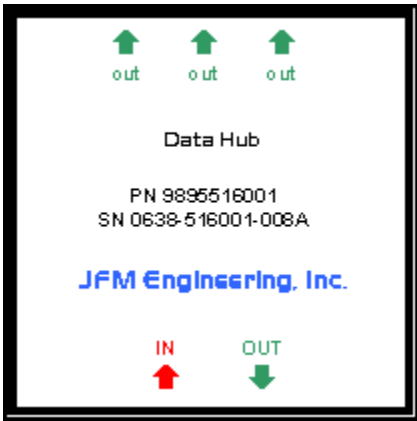 out out out
Data Hub
PN 9895516001
SN 0638-516001-008A
JFM Engineering, Inc.
IN OUT